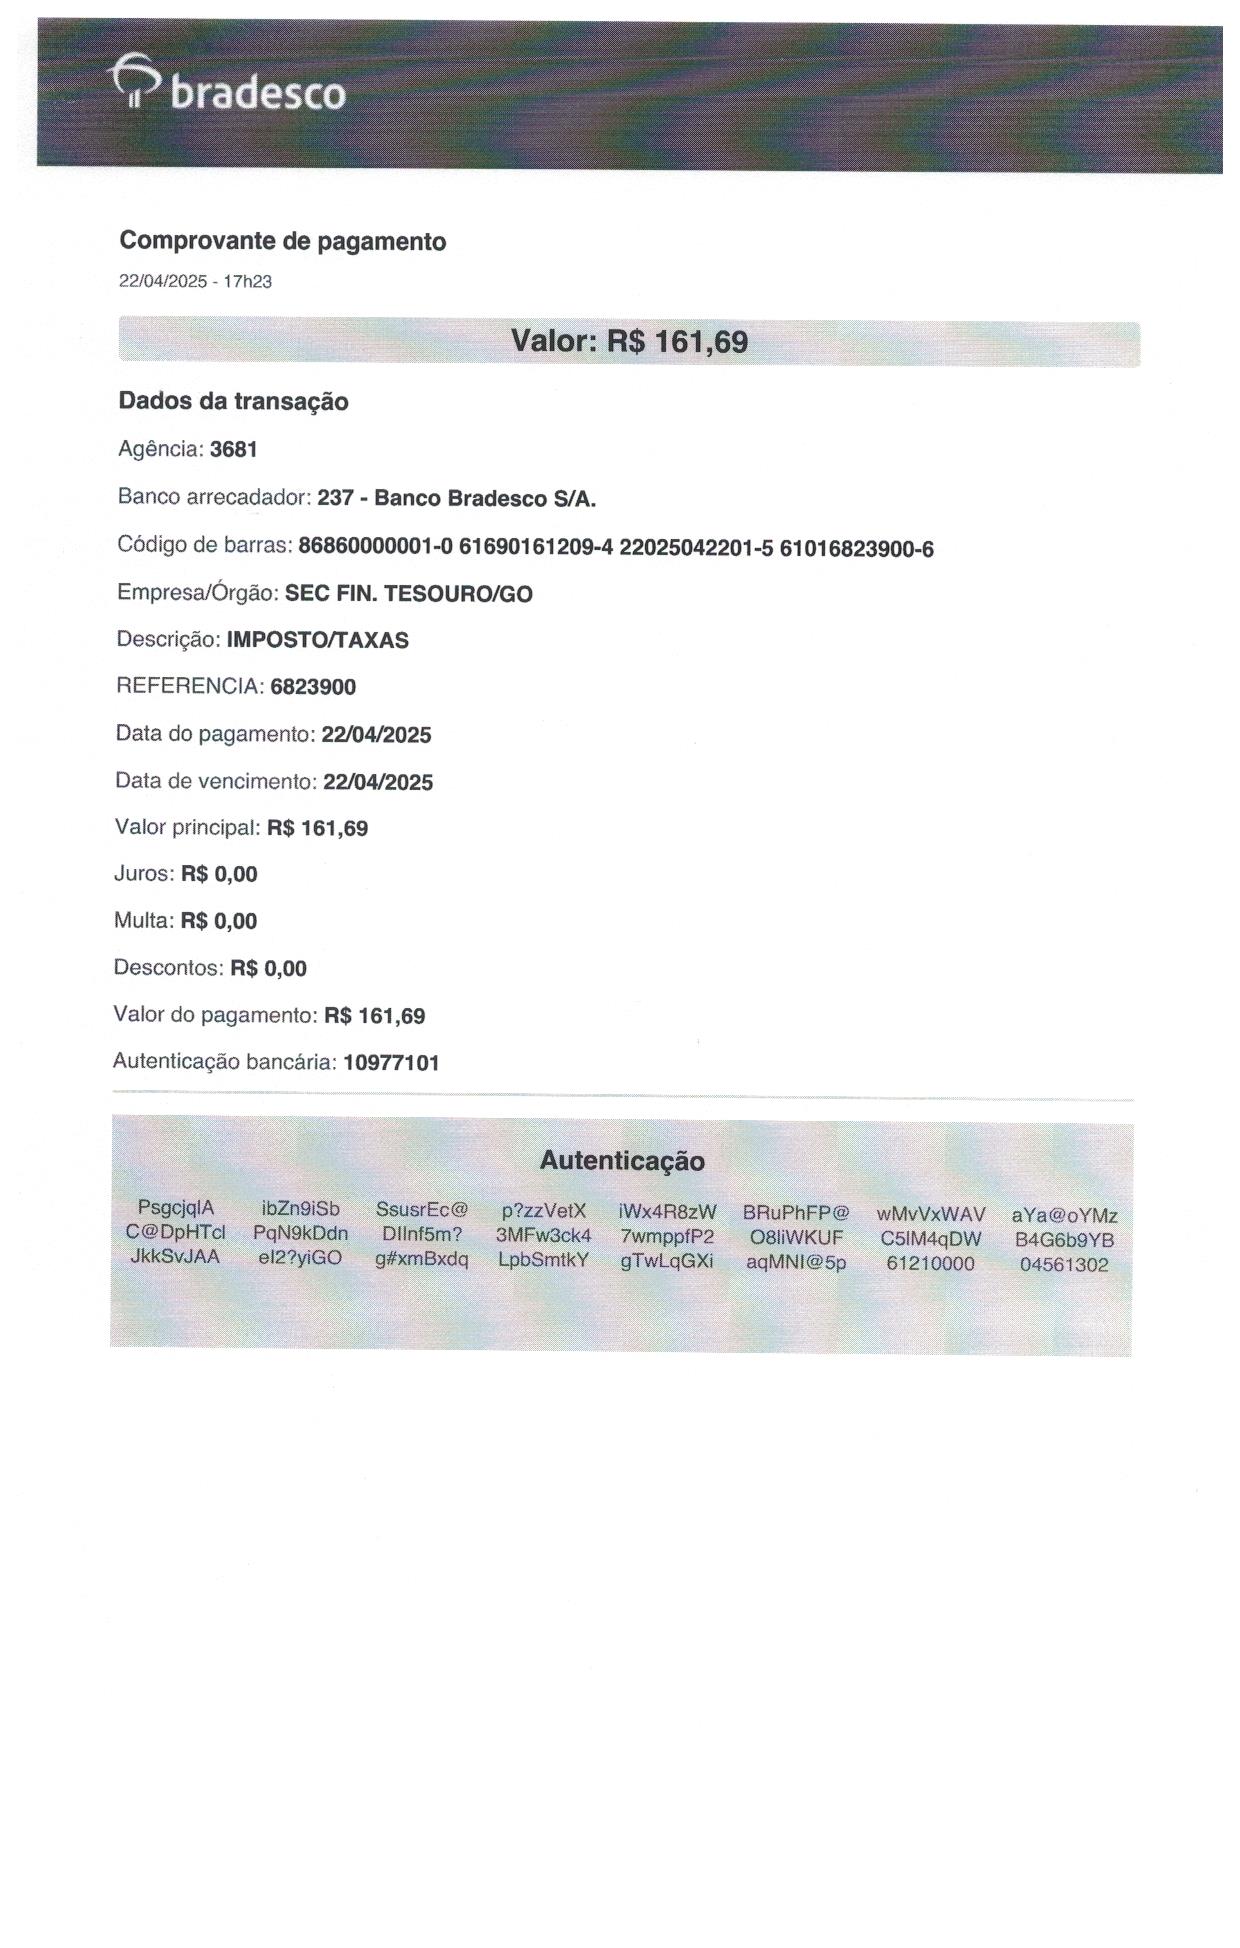 bradesco
Comprovante de pagamento
22/04/2025 - 17h23
Valor: R$ 161,69
Dados da transação
Agência: 3681
Banco arrecadador: 237 - Banco Bradesco S/A.
Código de barras: 86860000001-0 61690161209-4 22025042201-5 61016823900-6
Empresa/Órgão: SEC FIN. TESOURO/GO
Descrição: IMPOSTO/TAXAS
REFERENCIA: 6823900
Data do pagamento: 22/04/2025
Data de vencimento: 22/04/2025
Valor principal: R$ 161,69
Juros: R$ 0,00
Multa: R$ 0,00
Descontos: R$ 0,00
Valor do pagamento: R$ 161,69
Autenticação bancária: 10977101
Autenticação
PsgcjqlA ibZn9iSb SsusrEc@ p?zzVetX iWx4R8zW BRuPhFP@ wMvVxWAV aYa@oYMz
C@DpHTcl PqN9kDdn DIlnf5m? 3MFw3ck4 7wmppfP2 O8liWKUF C5lM4qDW B4G6b9YB
JkkSvJAA el2?yiGO g#xmBxdq LpbSmtkY gTwLqGXi aqMNI@5p 61210000 04561302